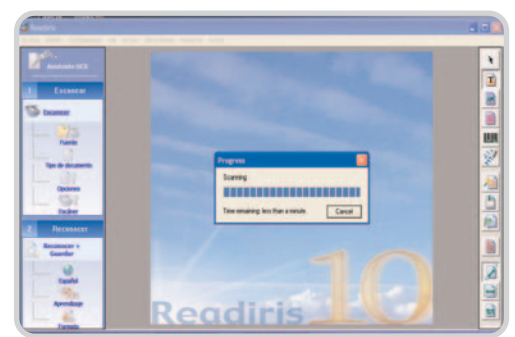 Readiris
Asistente OCR
1 Escanear
Escanear
Fuente
Tipo de documento
Opciones
Escáner
2 Reconocer
Reconocer +
Guardar
Español
Aprendizaje
Formato
Progress
Scanning
Time remaining: less than a minute.
Cancel
Readiris 10